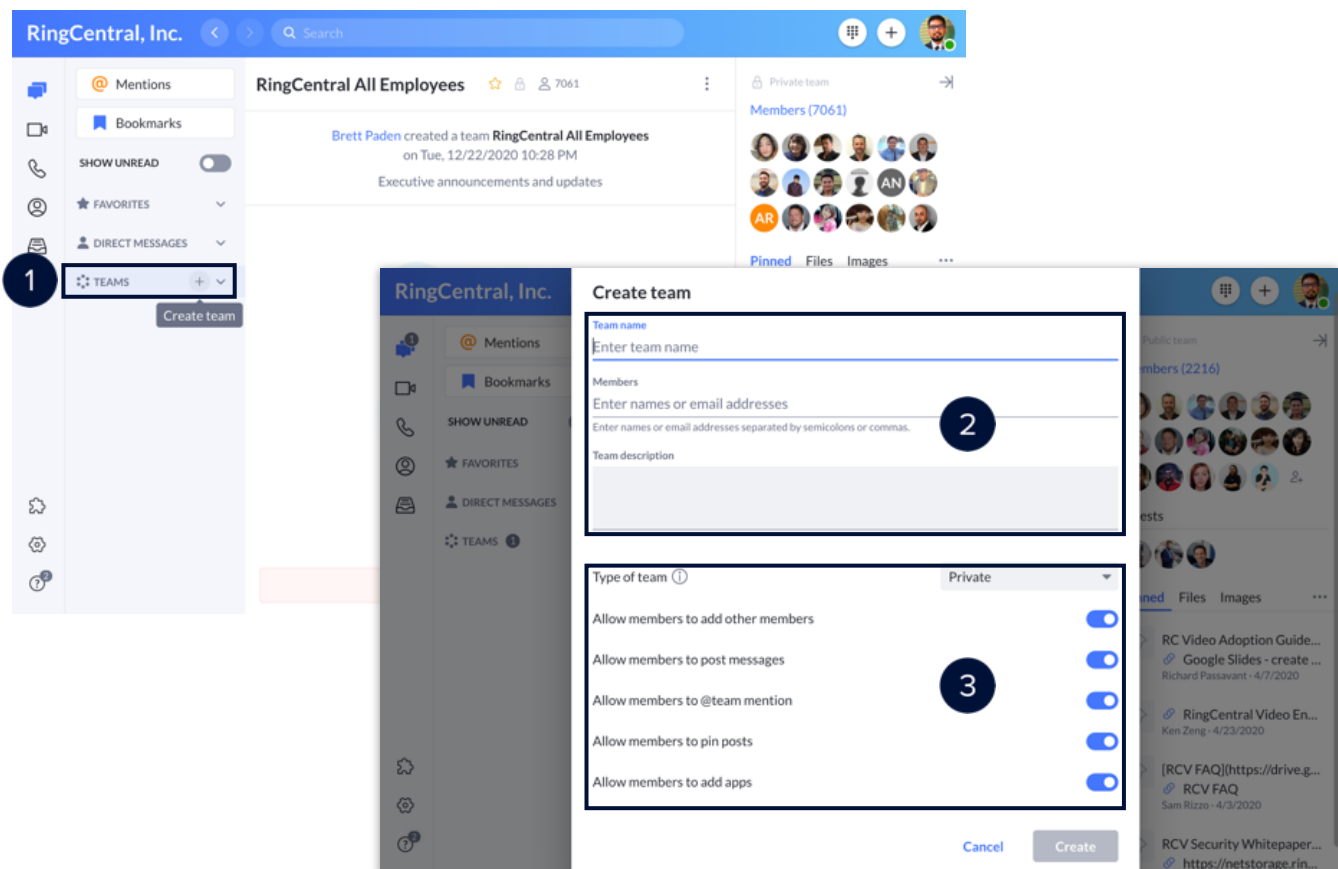 RingCentral, Inc.
Search
Mentions
Bookmarks
SHOW UNREAD
FAVORITES
DIRECT MESSAGES
1
TEAMS
Create team
RingCentral All Employees 7061
Brett Paden created a team RingCentral All Employees
on Tue, 12/22/2020 10:28 PM
Executive announcements and updates
Private team
Members (7061)
AN
AR
Pinned Files Images
2
RingCentral, Inc.
1
Mentions
Bookmarks
SHOW UNREAD
FAVORITES
DIRECT MESSAGES
TEAMS 1
2
Create team
Team name
Enter team name
Members
Enter names or email addresses
Enter names or email addresses separated by semicolons or commas.
2
Team description
Type of team Private
Allow members to add other members
Allow members to post messages
3
Allow members to @team mention
Allow members to pin posts
Allow members to add apps
Cancel Create
Public team
mbers (2216)
ests
ned Files Images
RC Video Adoption Guide...
Google Slides - create ...
Richard Passavant - 4/7/2020
RingCentral Video En...
Ken Zeng - 4/23/2020
[RCV FAQ](https://drive.g...
RCV FAQ
Sam Rizzo - 4/3/2020
RCV Security Whitepaper...
https://netstorage.rin...